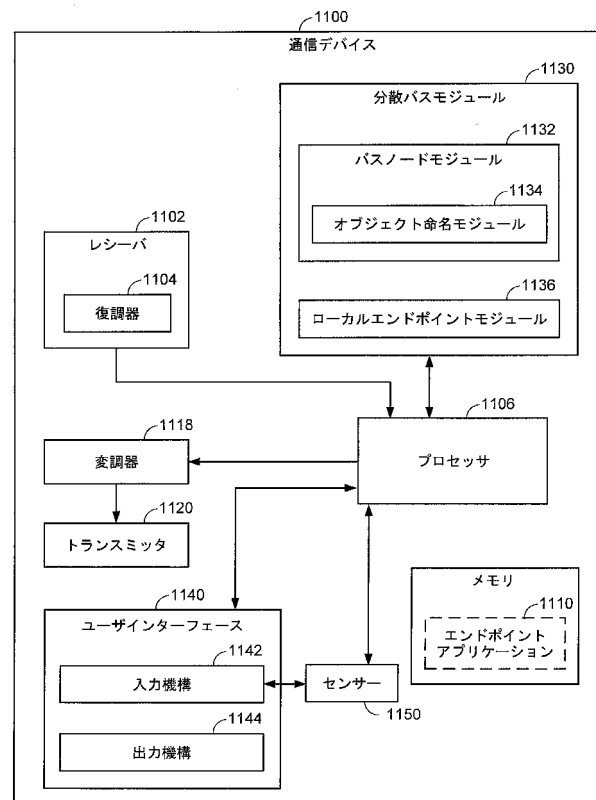 1100
通信デバイス
1130
分散バスモジュール
1132
バスノードモジュール
1134
オブジェクト命名モジュール
1136
ローカルエンドポイントモジュール
1102
レシーバ
1104
復調器
1106
プロセッサ
1118
変調器
1120
トランスミッタ
1140
ユーザインターフェース
1142
入力機構
1144
出力機構
センサー
1150
メモリ
1110
エンドポイント
アプリケーション